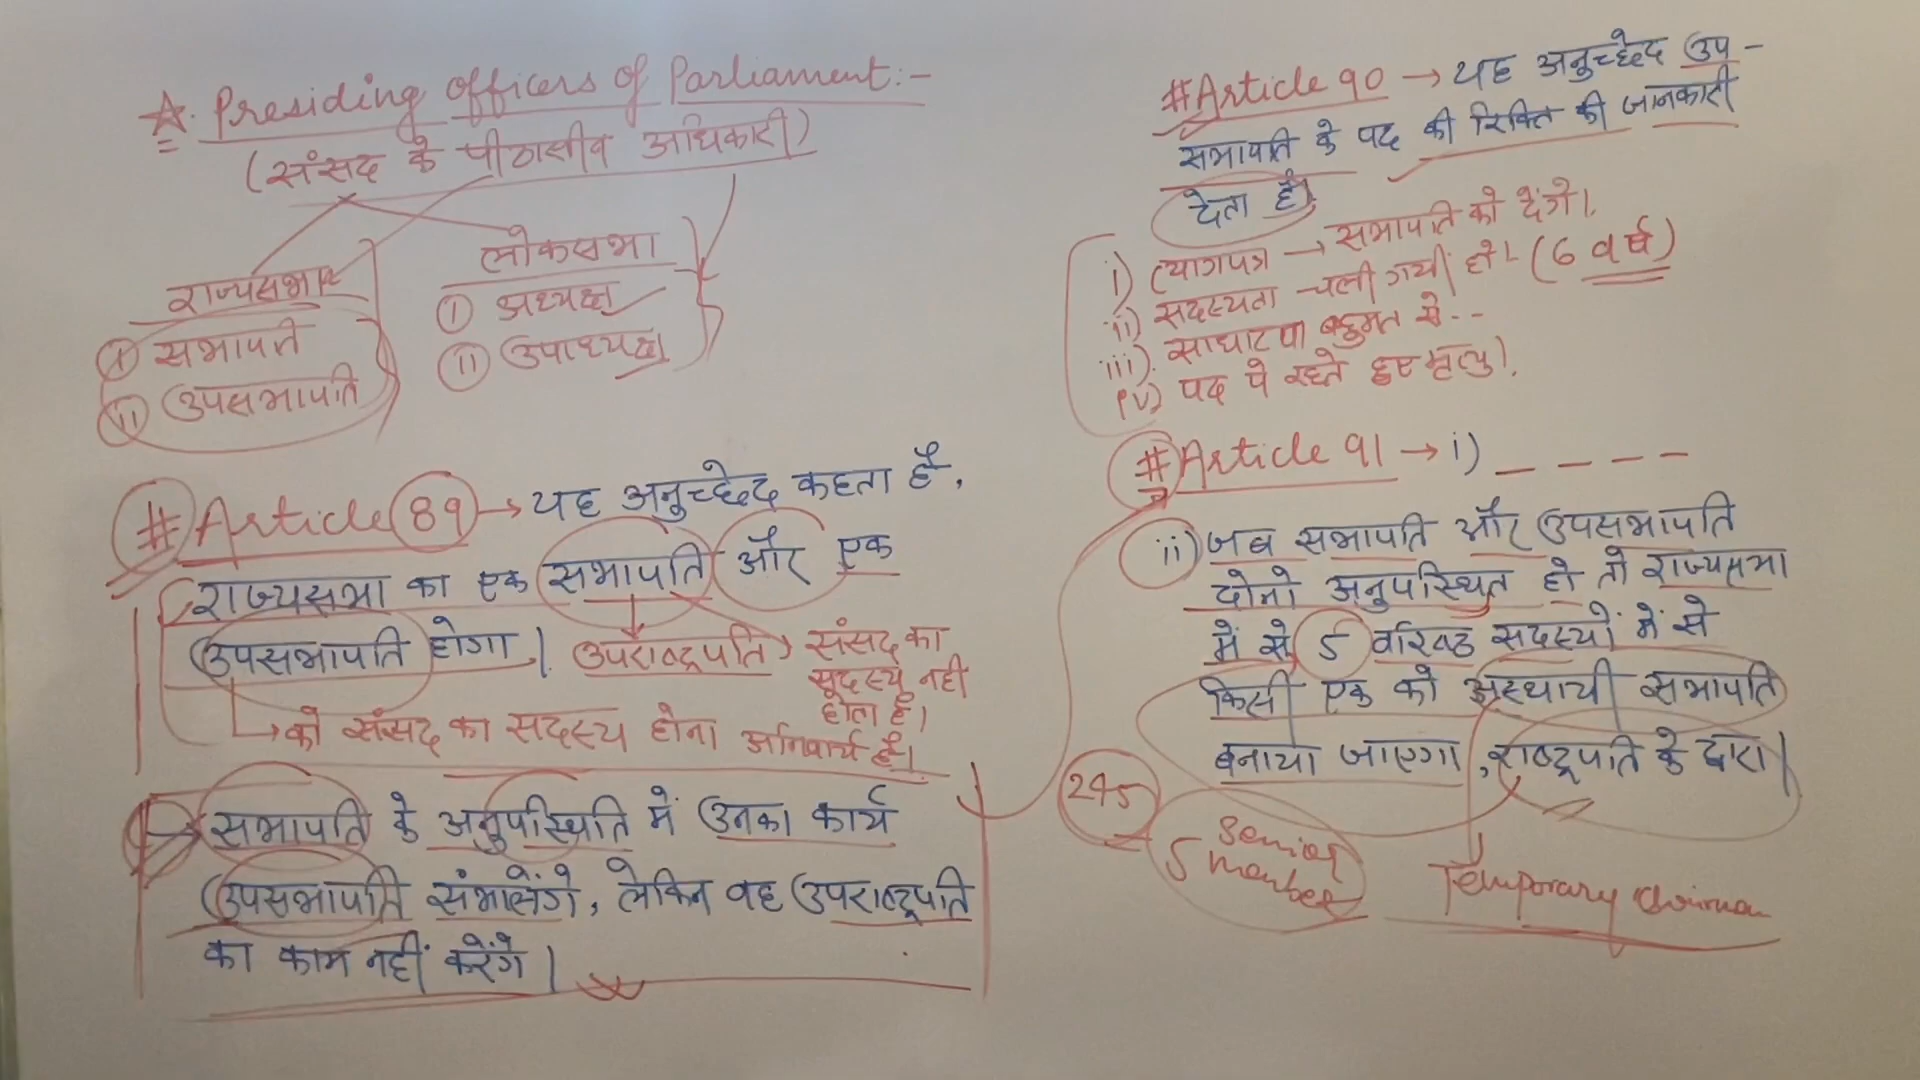 ☆. Presiding officers of Parliament:-
(संसद के पीठासीन अधिकारी)
राज्यसभा
i सभापति
ii उपसभापति
लोकसभा
i अध्यक्ष
ii उपाध्यक्ष
#Article 89 → यह अनुच्छेद कहता है,
राज्यसभा का एक सभापति और एक
उपसभापति होगा।
उपराष्ट्रपति संसद का
सदस्य नही
होता है।
→ को संसद का सदस्य होना अनिवार्य है।
→ सभापति के अनुपस्थिति में उनका कार्य
उपसभापति संभालेंगे, लेकिन वह उपराष्ट्रपति
का काम नहीं करेंगे।
#Article 90 → यह अनुच्छेद उप-
सभापति के पद की रिक्ति की जानकारी
देता है।
i) त्यागपत्र → सभापति को देंगे।
ii) सदस्यता चली गयी हो। (6 वर्ष)
iii) साधारण बहुमत से..
iv) पद पे रहते हुए मृत्यु।
#Article 91 → i) _ _ _ _
ii) जब सभापति और उपसभापति
दोनो अनुपस्थित हो तो राज्यसभा
में से 5 वरिष्ठ सदस्यों में से
किसी एक को अस्थायी सभापति
बनाया जाएगा, राष्ट्रपति के द्वारा।
245
Senior
5 member
Temporary Chairman